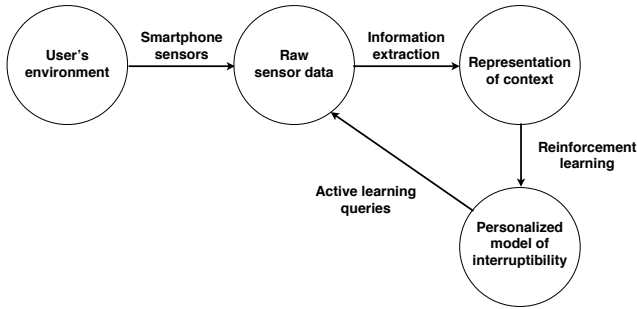 User's
environment
Smartphone
sensors
Raw
sensor data
Information
extraction
Representation
of context
Reinforcement
learning
Active learning
queries
Personalized
model of
interruptibility